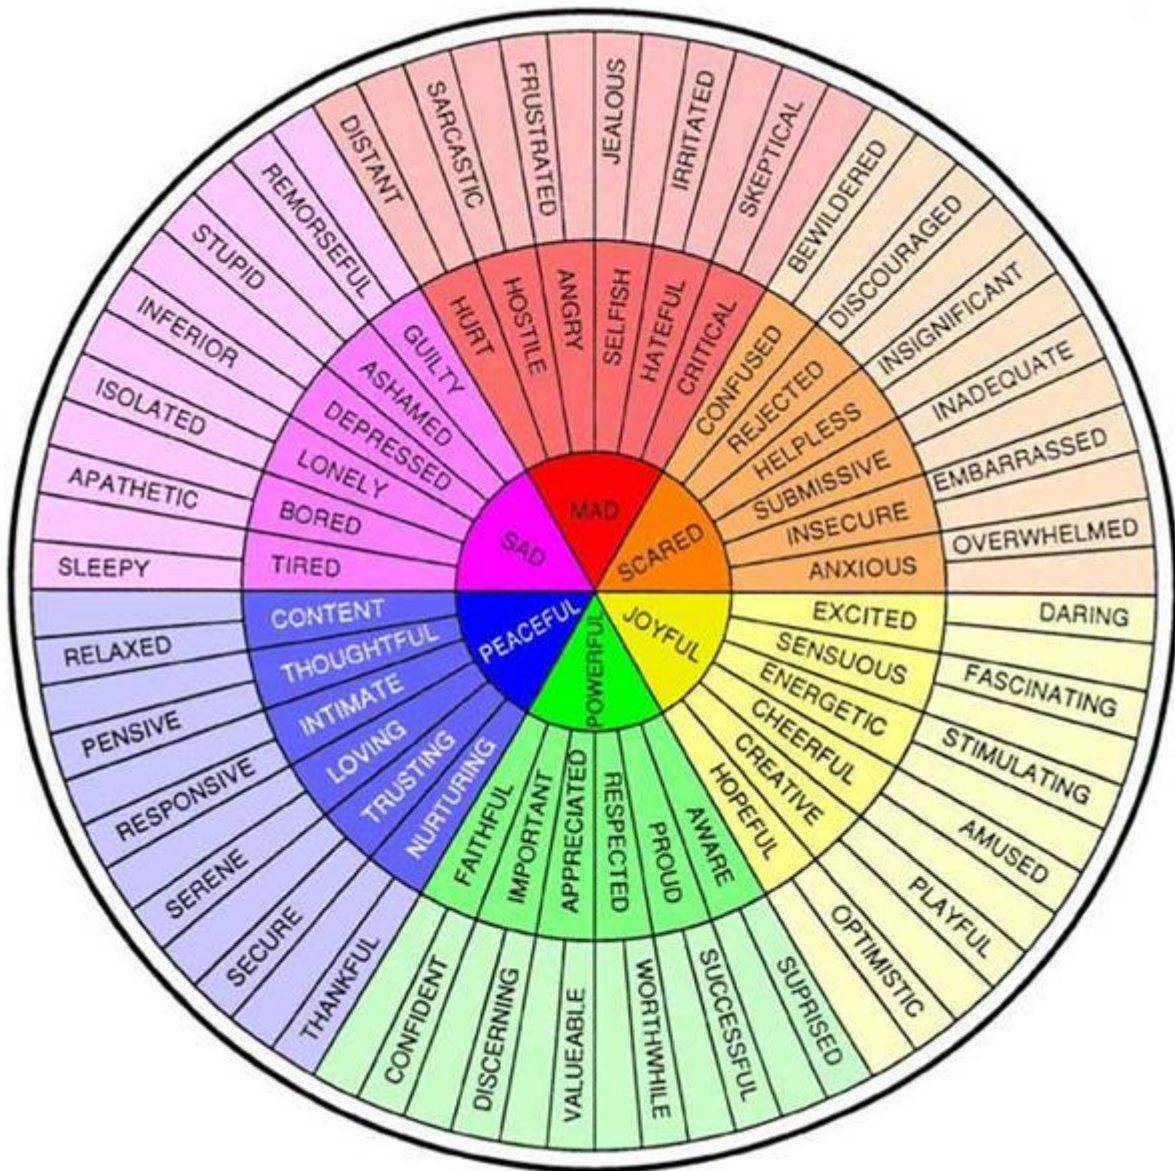 MAD
SCARED
JOYFUL
POWERFUL
PEACEFUL
SAD
HURT
HOSTILE
ANGRY
SELFISH
HATEFUL
CRITICAL
CONFUSED
REJECTED
HELPLESS
SUBMISSIVE
INSECURE
ANXIOUS
EXCITED
SENSUOUS
ENERGETIC
CHEERFUL
CREATIVE
HOPEFUL
AWARE
PROUD
RESPECTED
APPRECIATED
IMPORTANT
FAITHFUL
NURTURING
TRUSTING
LOVING
INTIMATE
THOUGHTFUL
CONTENT
TIRED
BORED
LONELY
DEPRESSED
ASHAMED
GUILTY
DISTANT
SARCASTIC
FRUSTRATED
JEALOUS
IRRITATED
SKEPTICAL
BEWILDERED
DISCOURAGED
INSIGNIFICANT
INADEQUATE
EMBARRASSED
OVERWHELMED
DARING
FASCINATING
STIMULATING
AMUSED
PLAYFUL
OPTIMISTIC
SUPRISED
SUCCESSFUL
WORTHWHILE
VALUEABLE
DISCERNING
CONFIDENT
THANKFUL
SECURE
SERENE
RESPONSIVE
PENSIVE
RELAXED
SLEEPY
APATHETIC
ISOLATED
INFERIOR
STUPID
REMORSEFUL